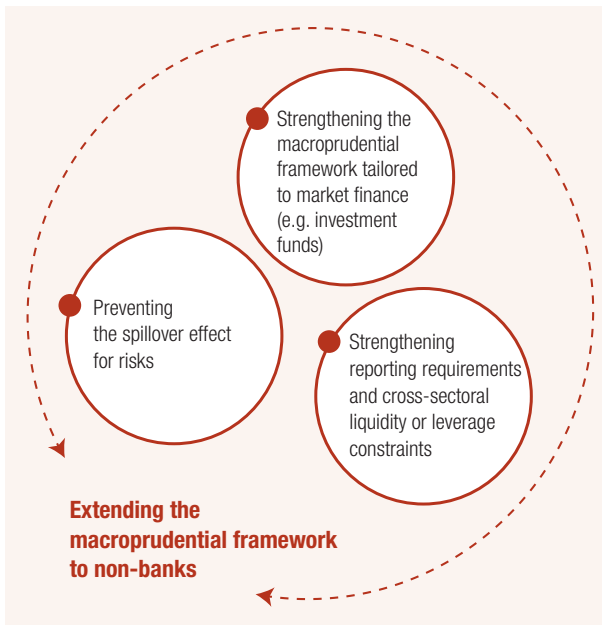 Strengthening the
macroprudential
framework tailored
to market finance
(e.g. investment
funds)
Preventing
the spillover effect
for risks
Strengthening
reporting requirements
and cross-sectoral
liquidity or leverage
constraints
Extending the
macroprudential framework
to non-banks